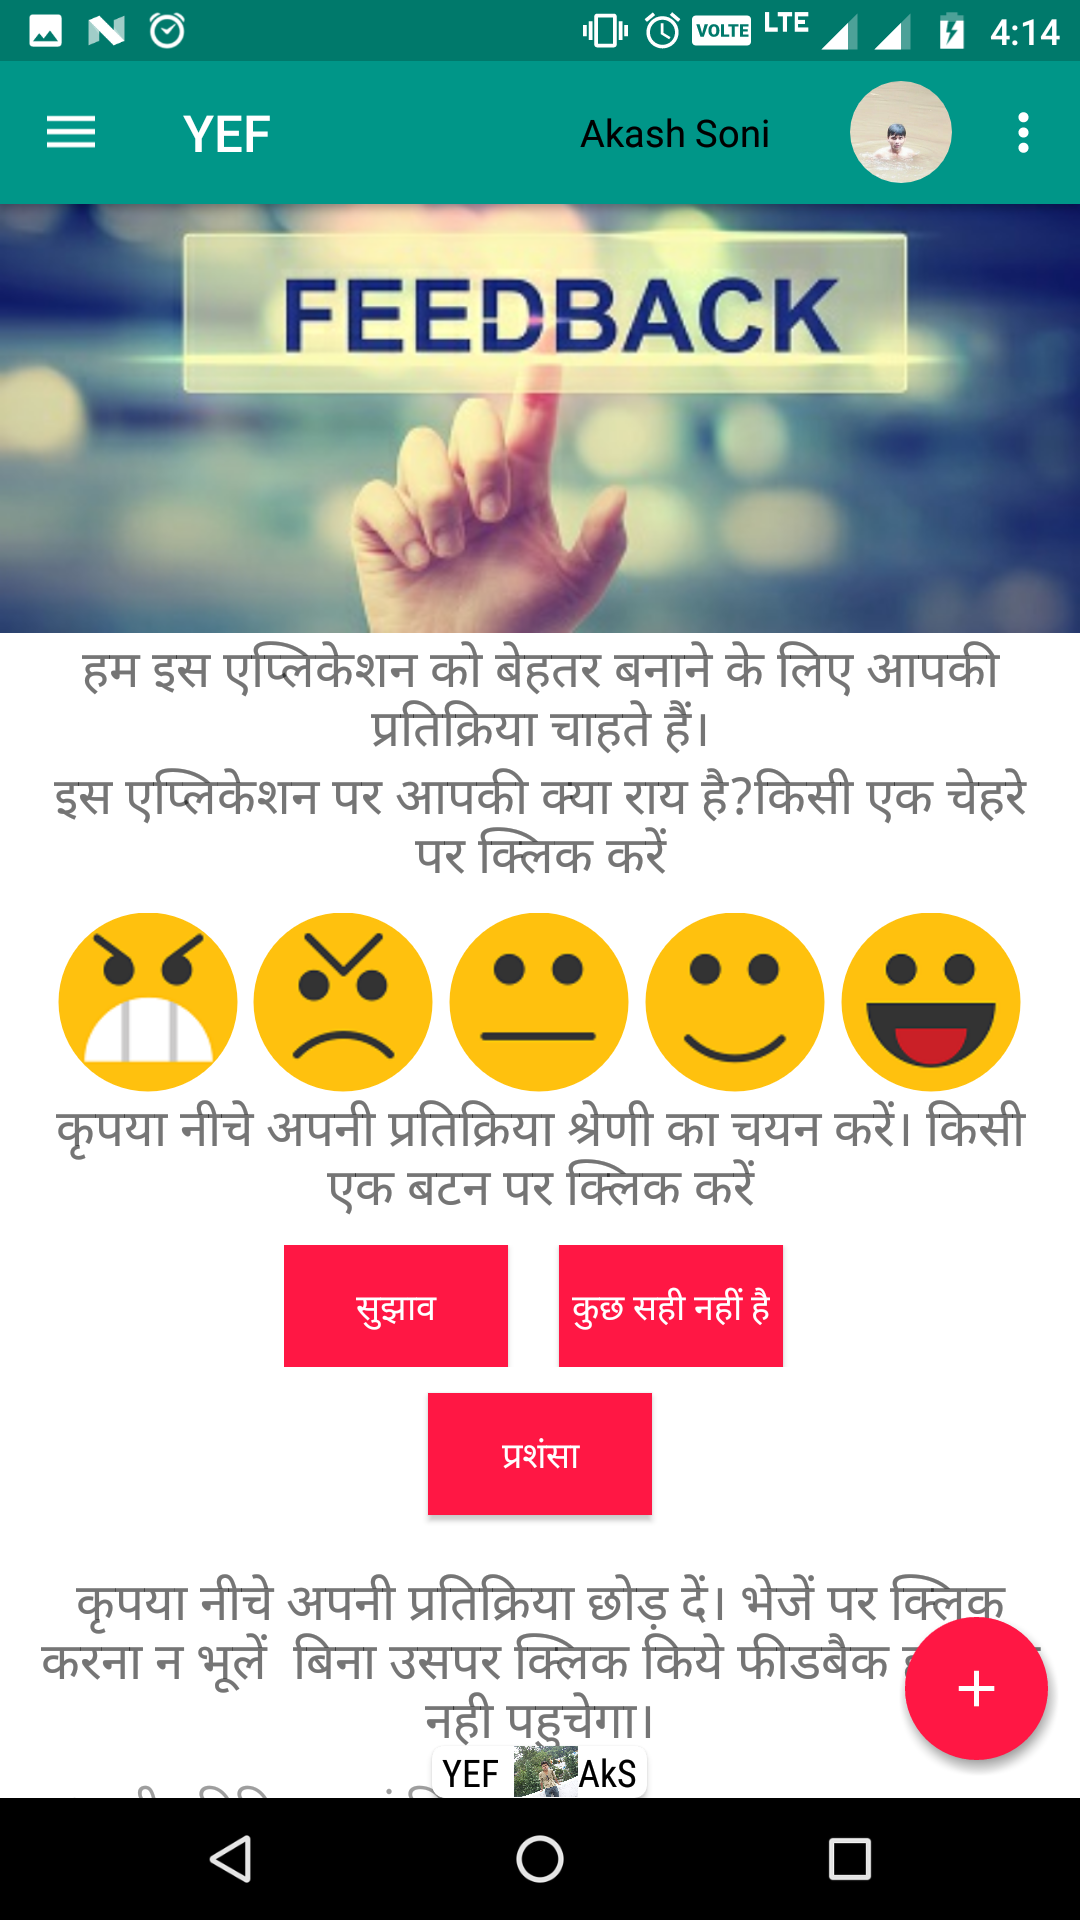 VOLTE LTE 4:14
YEF Akash Soni
FEEDBACK
हम इस एप्लिकेशन को बेहतर बनाने के लिए आपकी
प्रतिक्रिया चाहते हैं।
इस एप्लिकेशन पर आपकी क्या राय है?किसी एक चेहरे
पर क्लिक करें
कृपया नीचे अपनी प्रतिक्रिया श्रेणी का चयन करें। किसी
एक बटन पर क्लिक करें
सुझाव कुछ सही नहीं है
प्रशंसा
कृपया नीचे अपनी प्रतिक्रिया छोड़ दें। भेजें पर क्लिक
करना न भूलें बिना उसपर क्लिक किये फीडबैक
नही पहुचेगा।
YEF AkS